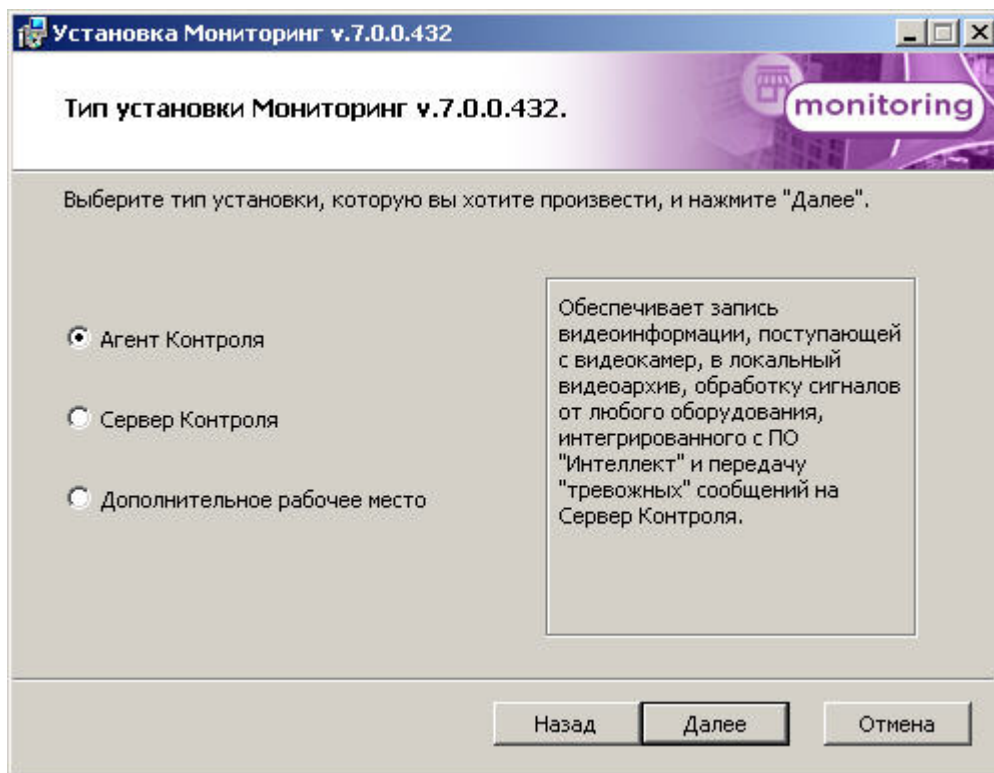 Установка Мониторинг v.7.0.0.432
Тип установки Мониторинг v.7.0.0.432.
monitoring
Выберите тип установки, которую вы хотите произвести, и нажмите "Далее".
Агент Контроля
Сервер Контроля
Дополнительное рабочее место
Обеспечивает запись
видеоинформации, поступающей
с видеокамер, в локальный
видеоархив, обработку сигналов
от любого оборудования,
интегрированного с ПО
"Интеллект" и передачу
"тревожных" сообщений на
Сервер Контроля.
Назад
Далее
Отмена